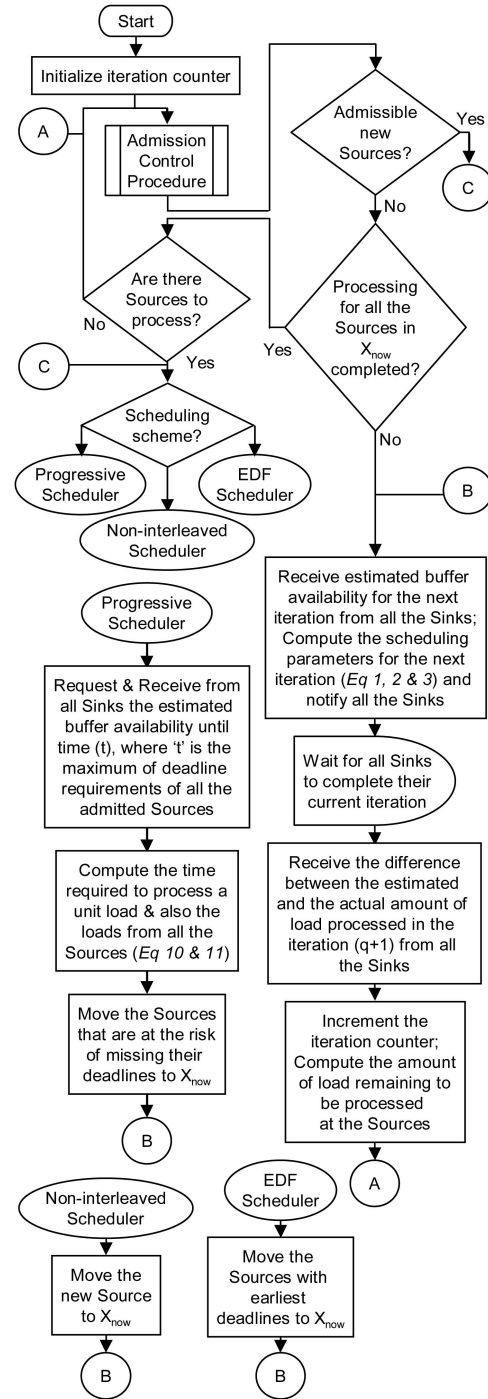 Start
Initialize iteration counter
A
Admission
Control
Procedure
Admissible
new
Sources?
Yes
C
No
Are there
Sources to
process?
No
Yes
Processing
for all the
Sources in
Xnow
completed?
Yes
No
C
Scheduling
scheme?
Progressive
Scheduler
EDF
Scheduler
Non-interleaved
Scheduler
B
Receive estimated buffer
availability for the next
iteration from all the Sinks;
Compute the scheduling
parameters for the next
iteration (Eq 1, 2 & 3) and
notify all the Sinks
Wait for all Sinks
to complete their
current iteration
Receive the difference
between the estimated
and the actual amount of
load processed in the
iteration (q+1) from all
the Sinks
Increment the
iteration counter;
Compute the amount
of load remaining to
be processed
at the Sources
A
Progressive
Scheduler
Request & Receive from
all Sinks the estimated
buffer availability until
time (t), where ‘t’ is the
maximum of deadline
requirements of all the
admitted Sources
Compute the time
required to process a
unit load & also the
loads from all the
Sources (Eq 10 & 11)
Move the Sources
that are at the risk
of missing their
deadlines to Xnow
B
Non-interleaved
Scheduler
Move the
new Source
to Xnow
B
EDF
Scheduler
Move the
Sources with
earliest
deadlines to Xnow
B